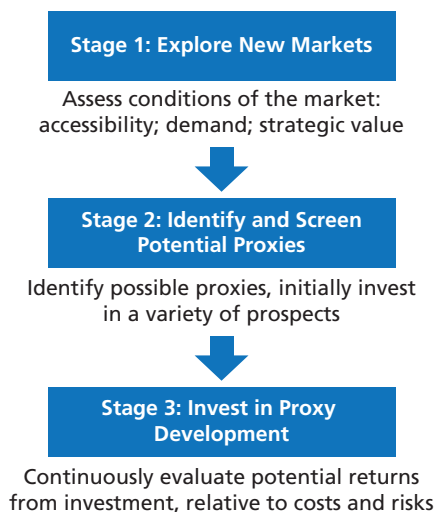 Stage 1: Explore New Markets
Assess conditions of the market:
accessibility; demand; strategic value
Stage 2: Identify and Screen
Potential Proxies
Identify possible proxies, initially invest
in a variety of prospects
Stage 3: Invest in Proxy
Development
Continuously evaluate potential returns
from investment, relative to costs and risks